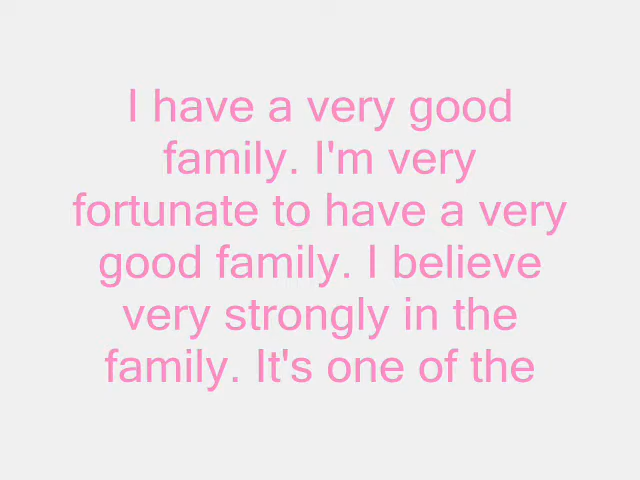 I have a very good
family. I'm very
fortunate to have a very
good family. I believe
very strongly in the
family. It's one of the